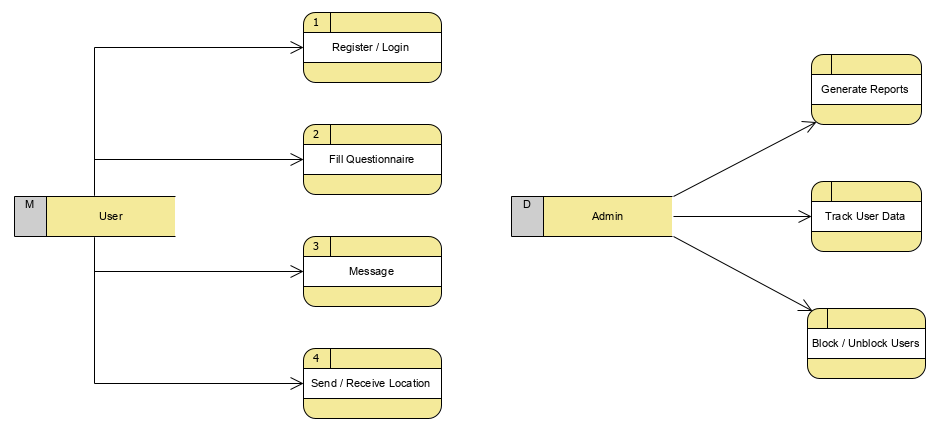 1
Register / Login
2
Fill Questionnaire
M
User
3
Message
4
Send / Receive Location
Generate Reports
D
Admin
Track User Data
Block / Unblock Users